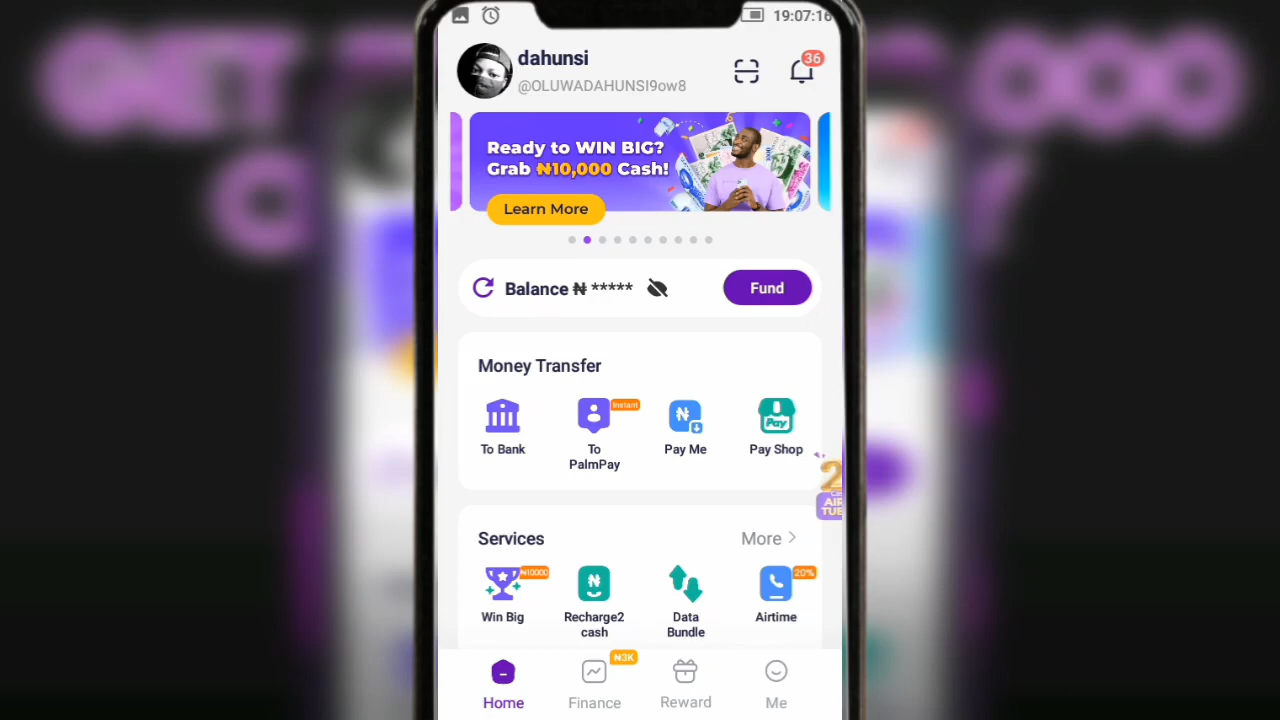 19:07:16
dahunsi
36
@OLUWADAHUNSI9ow8
Ready to WIN BIG?
Grab ₦10,000 Cash!
Learn More
Balance ₦ *****
Fund
Money Transfer
Instant
To Bank
To
PalmPay
Pay Me
Pay
Pay Shop
Services
More
₦10000
20%
Win Big
Recharge2
cash
Data
Bundle
Airtime
₦3K
Home
Finance
Reward
Me